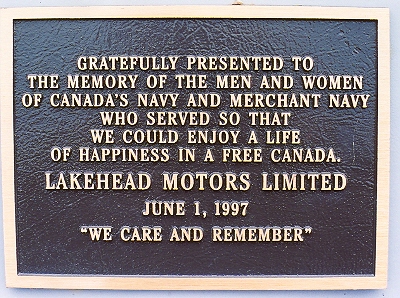 GRATEFULLY PRESENTED TO
THE MEMORY OF THE MEN AND WOMEN
OF CANADA'S NAVY AND MERCHANT NAVY
WHO SERVED SO THAT
WE COULD ENJOY A LIFE
OF HAPPINESS IN A FREE CANADA.
LAKEHEAD MOTORS LIMITED
JUNE 1, 1997
"WE CARE AND REMEMBER"